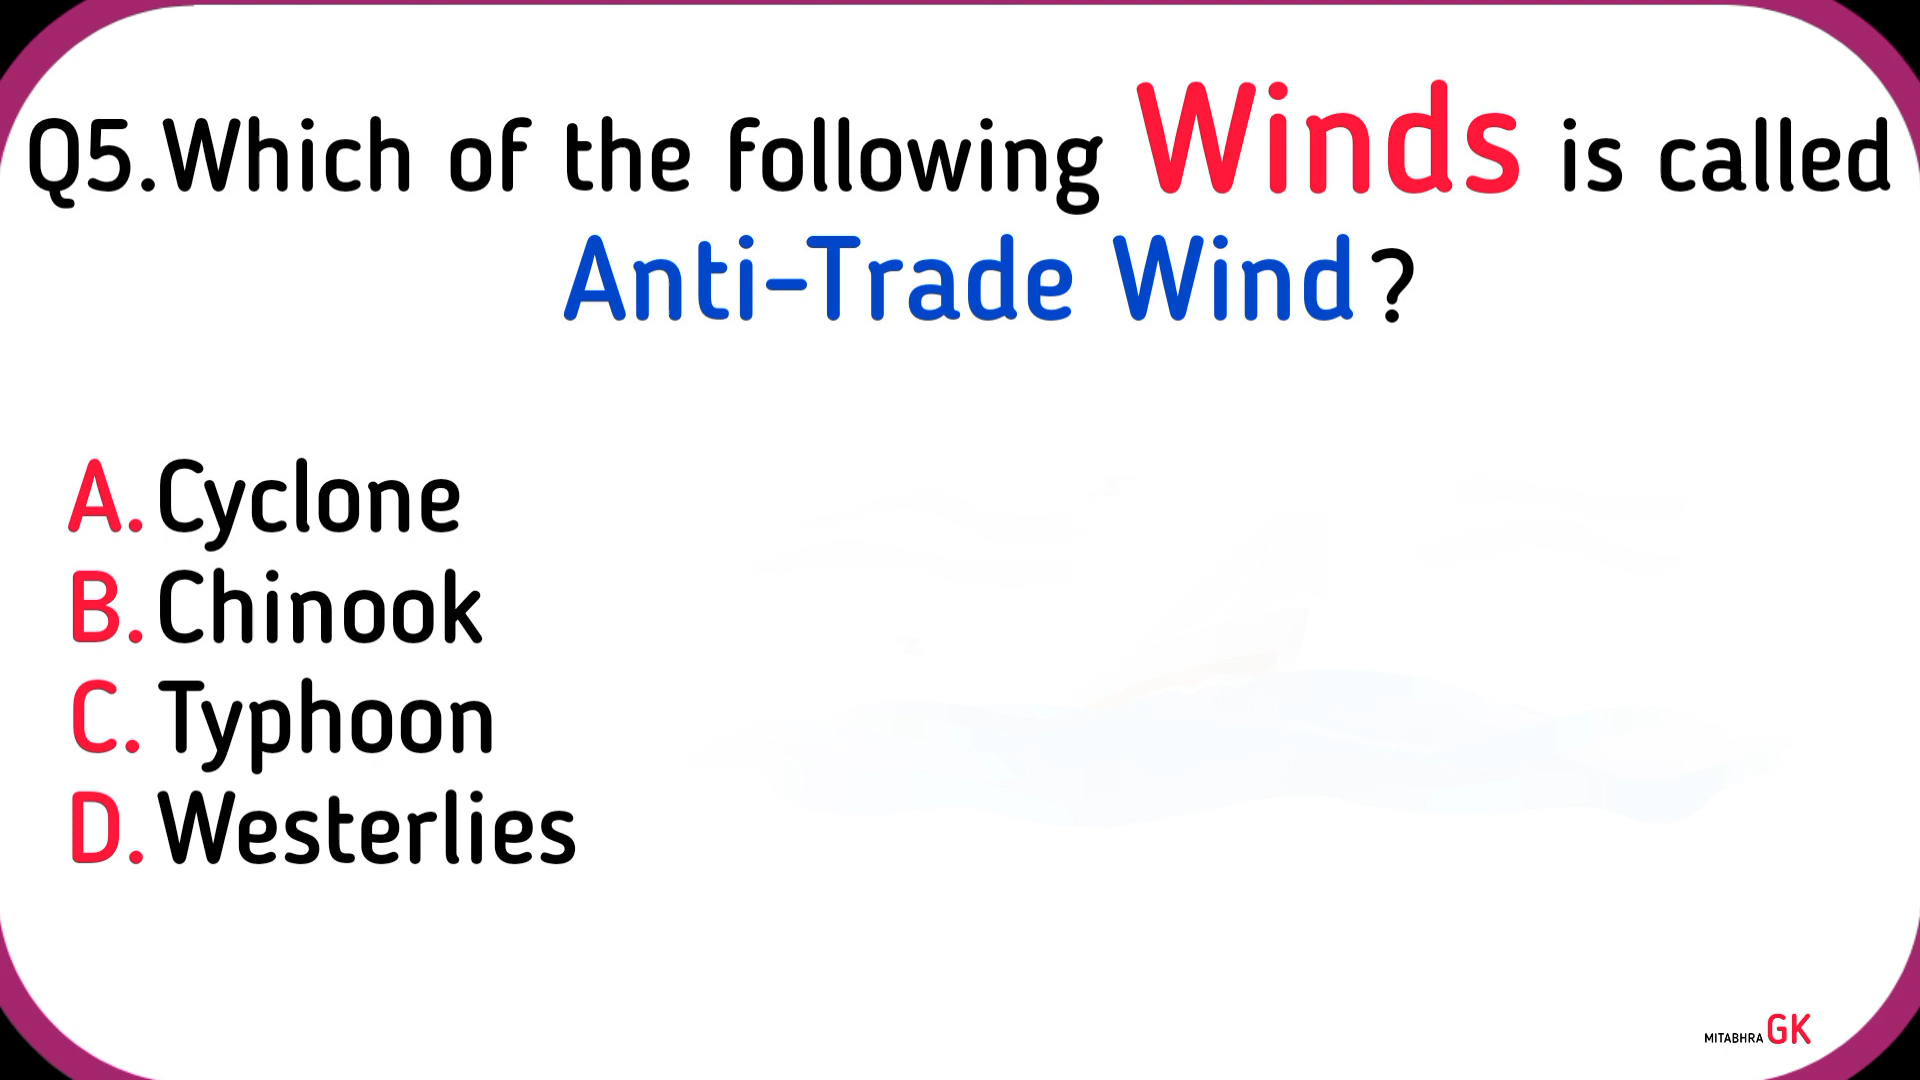 Q5.Which of the following Winds is called
Anti-Trade Wind?
A. Cyclone
B. Chinook
C. Typhoon
D. Westerlies
MITABHRA GK